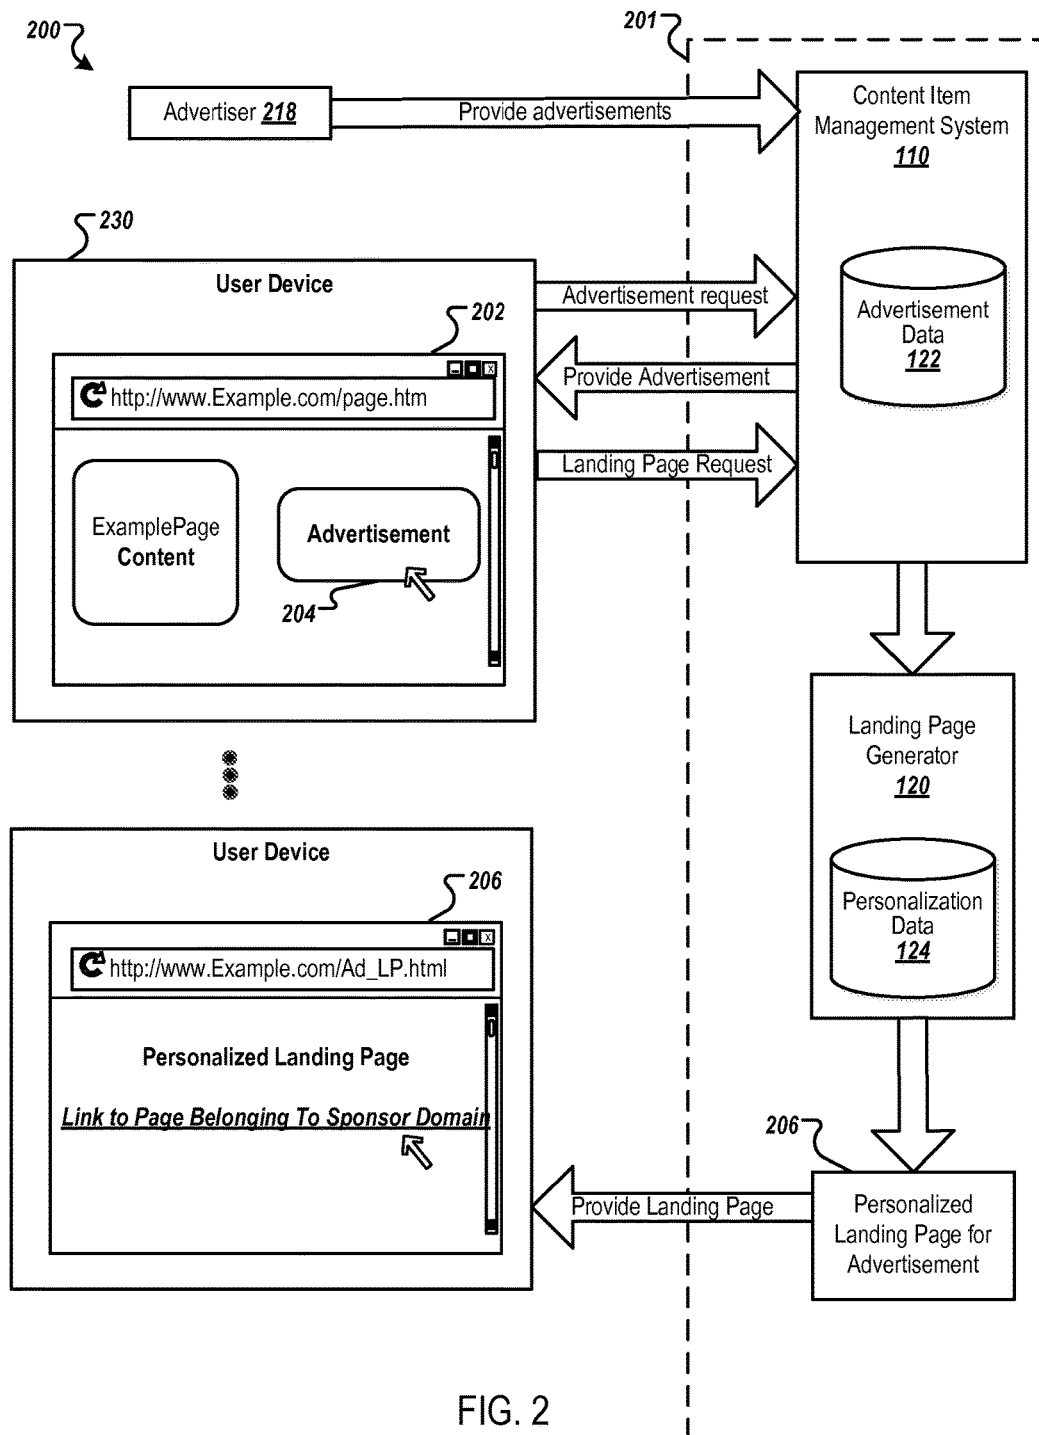 200
201
Advertiser 218
Provide advertisements
Content Item
Management System
110
230
User Device
Advertisement request
202
Advertisement
Data
122
Provide Advertisement
http://www.Example.com/page.htm
Landing Page Request
ExamplePage
Content
Advertisement
204
Landing Page
Generator
120
User Device
206
Personalization
Data
124
http://www.Example.com/Ad_LP.html
Personalized Landing Page
Link to Page Belonging To Sponsor Domain
206
Provide Landing Page
Personalized
Landing Page for
Advertisement
FIG. 2